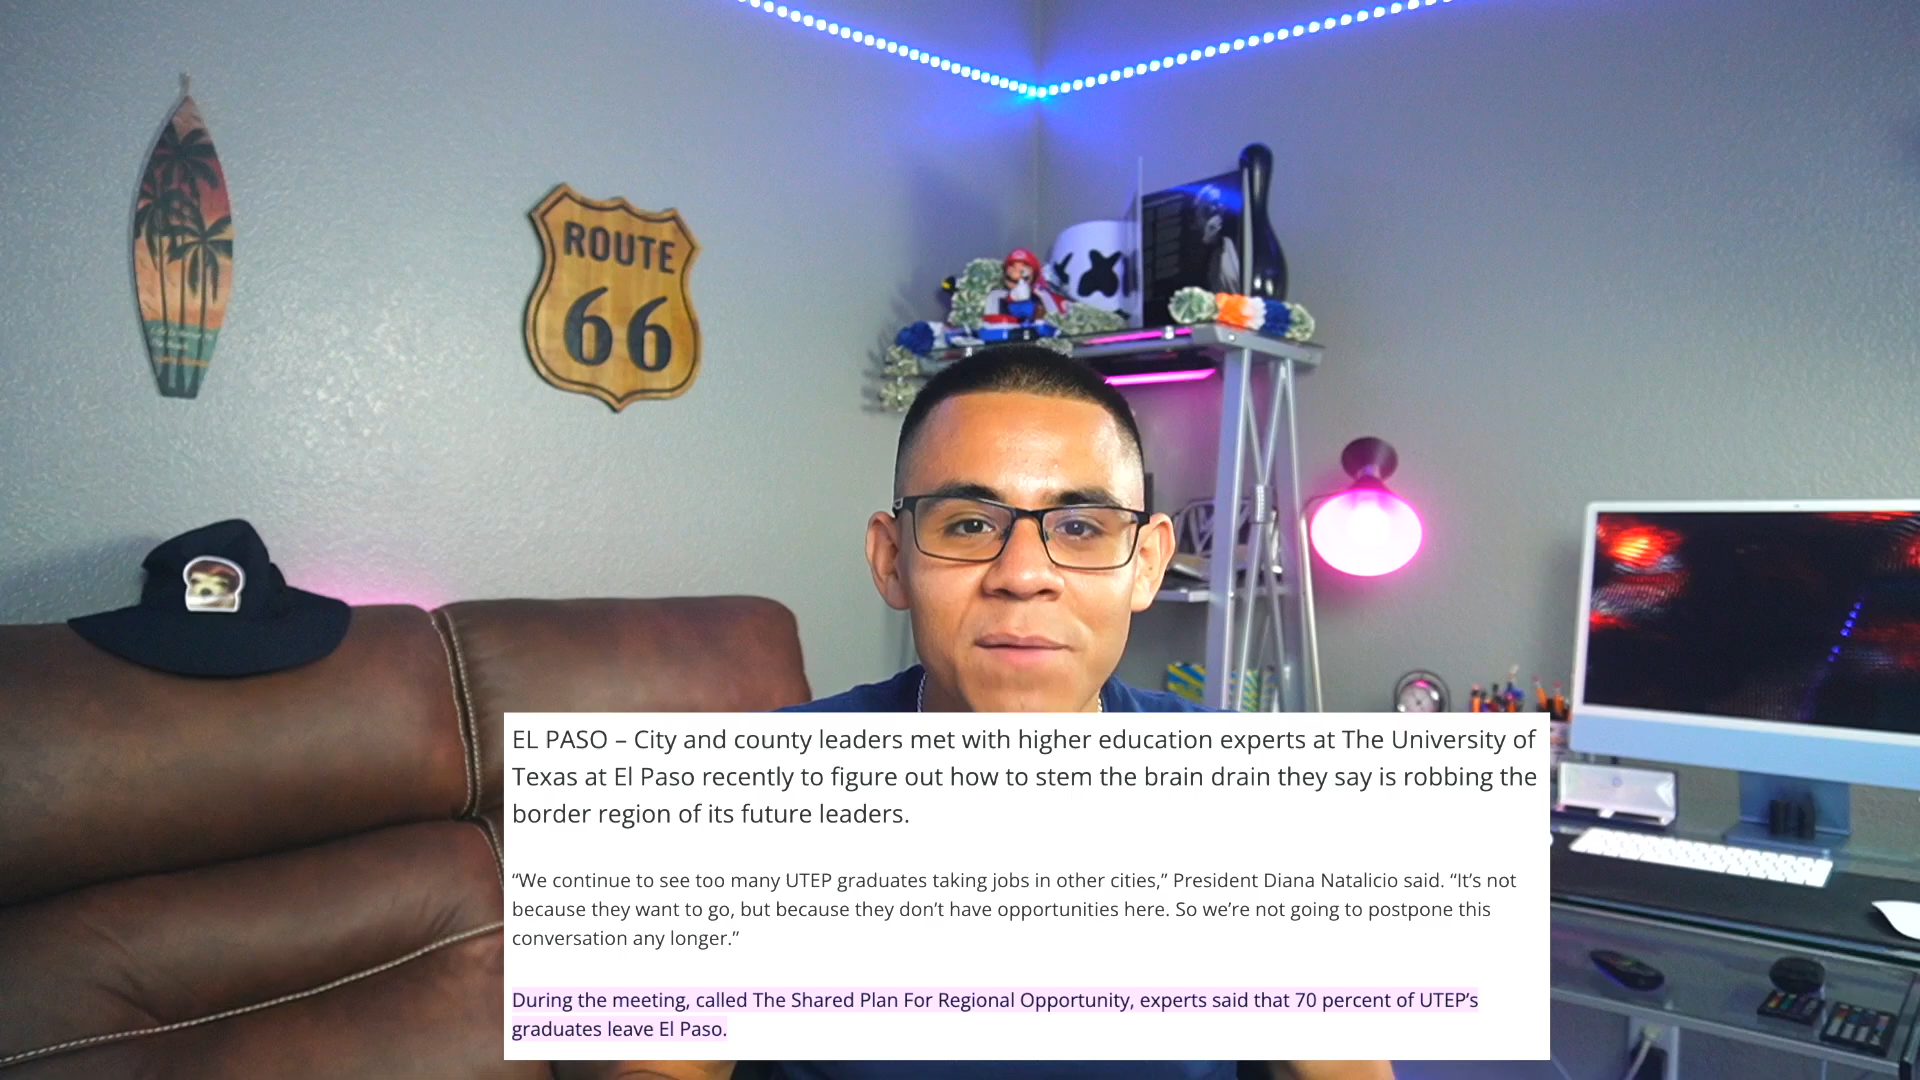 ROUTE
66
EL PASO – City and county leaders met with higher education experts at The University of
Texas at El Paso recently to figure out how to stem the brain drain they say is robbing the
border region of its future leaders.
“We continue to see too many UTEP graduates taking jobs in other cities,” President Diana Natalicio said. “It’s not
because they want to go, but because they don’t have opportunities here. So we’re not going to postpone this
conversation any longer.”
During the meeting, called The Shared Plan For Regional Opportunity, experts said that 70 percent of UTEP’s
graduates leave El Paso.